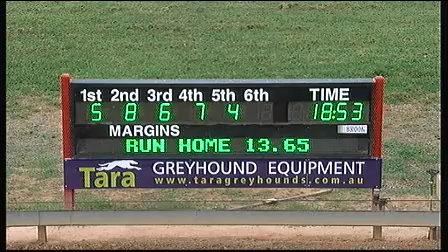 1st 2nd 3rd 4th 5th 6th TIME
5 8 6 7 4 18:53
MARGINS
RUN HOME 13.65
Tara GREYHOUND EQUIPMENT
www.taragreyhounds.com.au